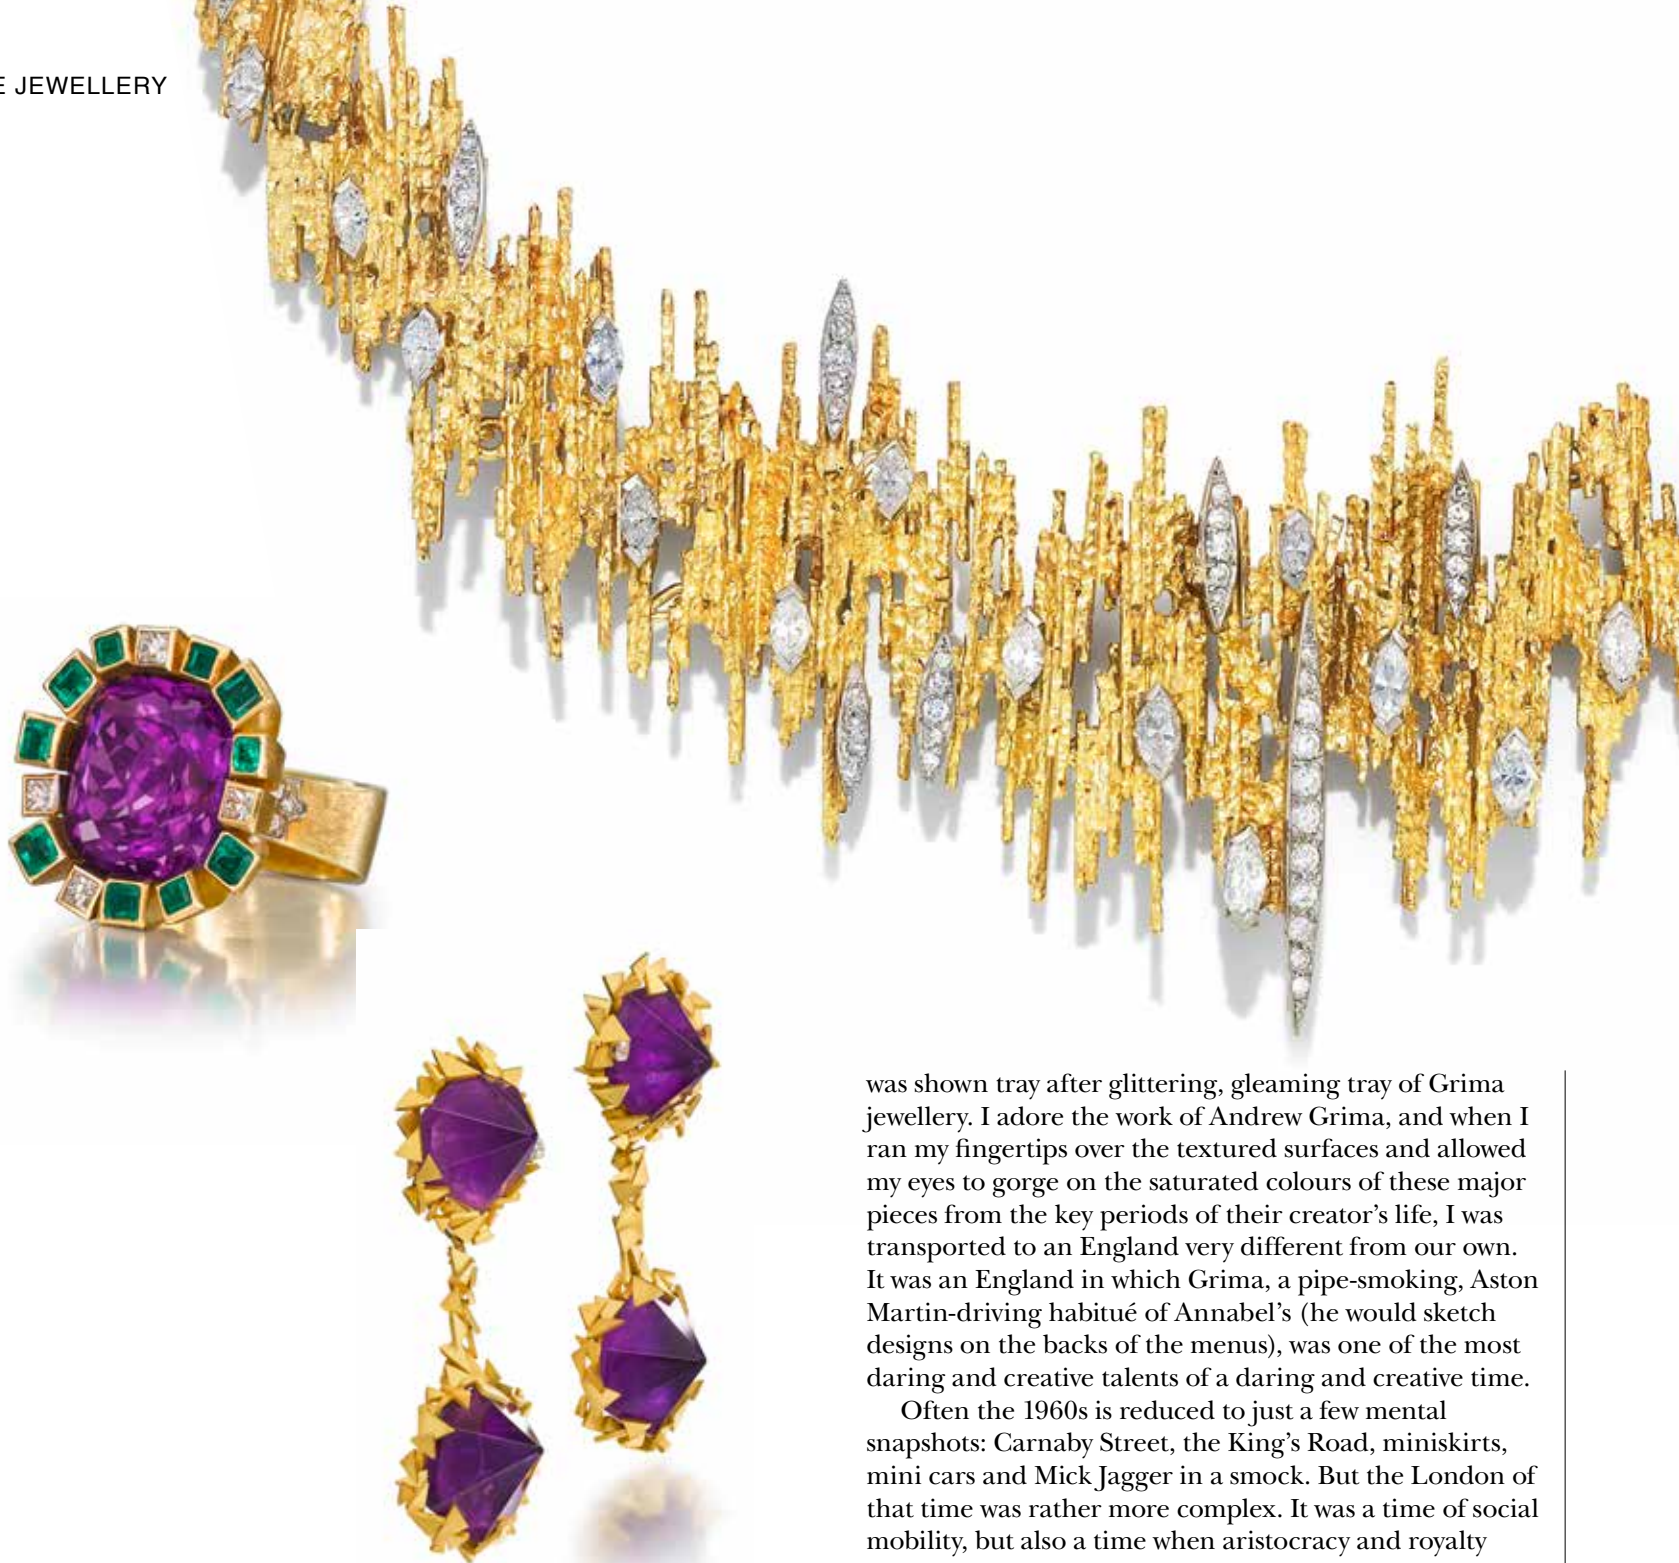 E JEWELLERY
was shown tray after glittering, gleaming tray of Grima
jewellery. I adore the work of Andrew Grima, and when I
ran my fingertips over the textured surfaces and allowed
my eyes to gorge on the saturated colours of these major
pieces from the key periods of their creator’s life, I was
transported to an England very different from our own.
It was an England in which Grima, a pipe-smoking, Aston
Martin-driving habitué of Annabel’s (he would sketch
designs on the backs of the menus), was one of the most
daring and creative talents of a daring and creative time.
Often the 1960s is reduced to just a few mental
snapshots: Carnaby Street, the King’s Road, miniskirts,
mini cars and Mick Jagger in a smock. But the London of
that time was rather more complex. It was a time of social
mobility, but also a time when aristocracy and royalty